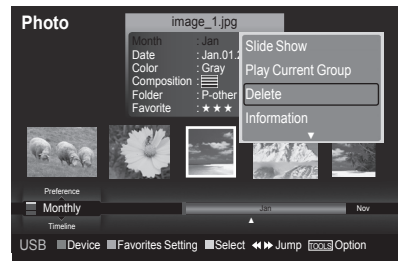 Photo
image_1.jpg
Month : Jan
Date : Jan.01.2
Color : Gray
Composition :
Folder : P-other
Favorite : ★ ★ ★
Slide Show
Play Current Group
Delete
Information
▼
Preference
Monthly
Timeline
Jan
Nov
▲
USB Device Favorites Setting Select ◀◀ ▶▶ Jump TOOLS Option